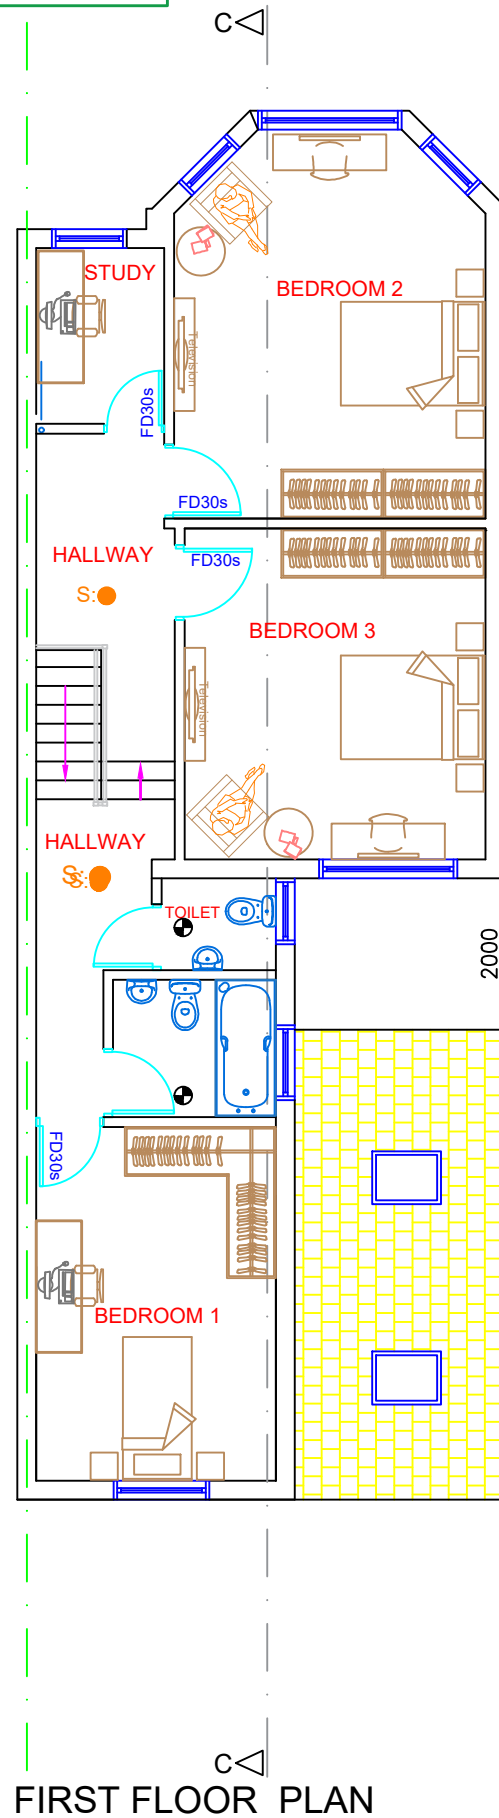 C
STUDY
BEDROOM 2
Television
FD30s
FD30s
HALLWAY
FD30s
S:
BEDROOM 3
Television
HALLWAY
S:
S:
TOILET
2000
FD30s
BEDROOM 1
C
FIRST FLOOR PLAN